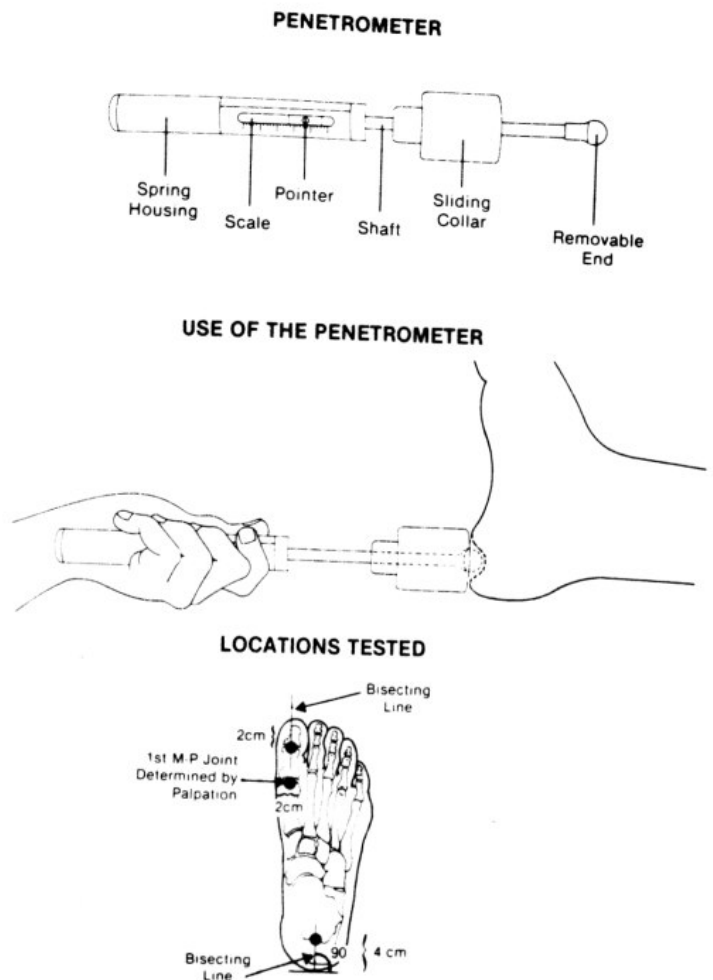 PENETROMETER
Spring
Housing
Scale
Pointer
Shaft
Sliding
Collar
Removable
End
USE OF THE PENETROMETER
LOCATIONS TESTED
Bisecting
Line
2cm
1st M-P Joint
Determined by
Palpation
2cm
90
4 cm
Bisecting
Line